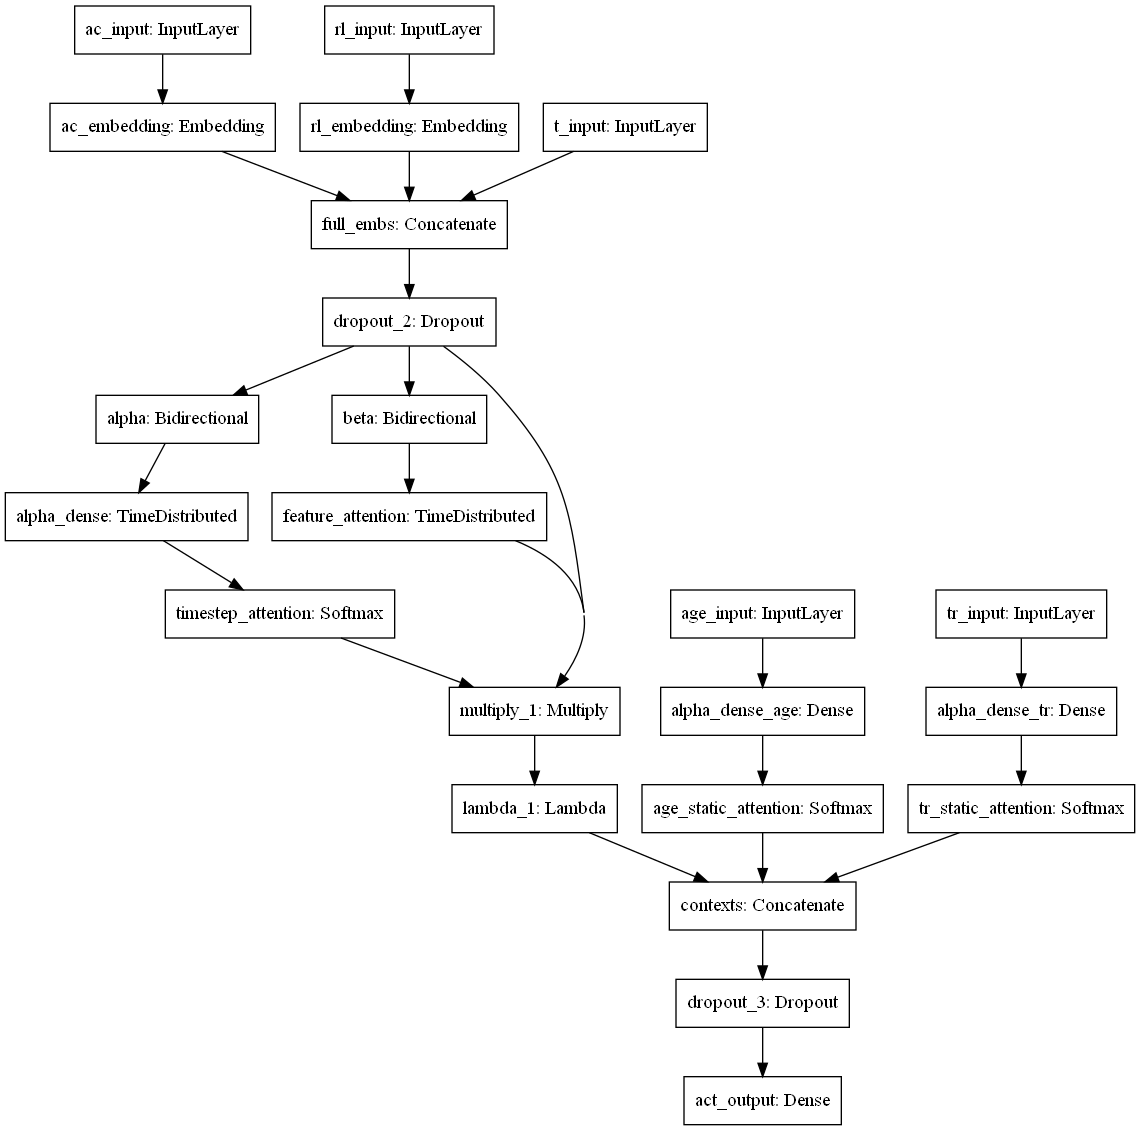 ac_input: InputLayer
rl_input: InputLayer
ac_embedding: Embedding
rl_embedding: Embedding
t_input: InputLayer
full_embs: Concatenate
dropout_2: Dropout
alpha: Bidirectional
beta: Bidirectional
alpha_dense: TimeDistributed
feature_attention: TimeDistributed
timestep_attention: Softmax
age_input: InputLayer
tr_input: InputLayer
multiply_1: Multiply
alpha_dense_age: Dense
alpha_dense_tr: Dense
lambda_1: Lambda
age_static_attention: Softmax
tr_static_attention: Softmax
contexts: Concatenate
dropout_3: Dropout
act_output: Dense